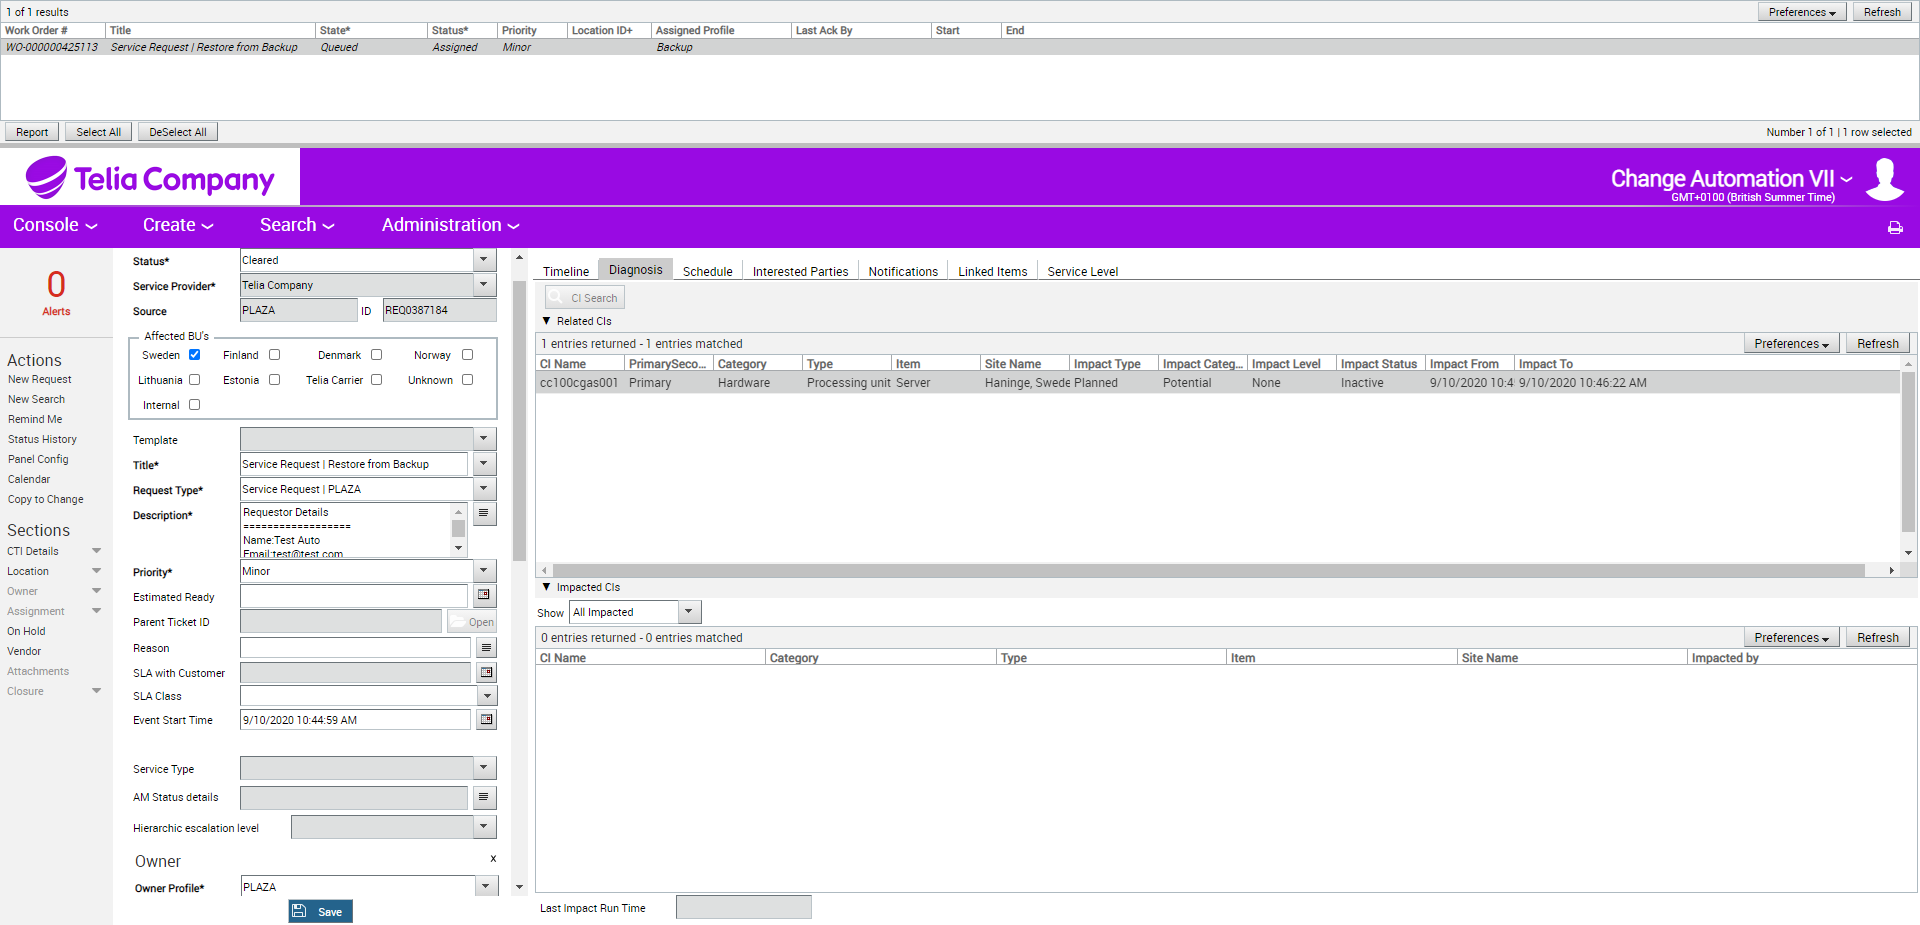 1 of 1 results
Preferences
Refresh
Work Order # Title State* Status* Priority Location ID+ Assigned Profile Last Ack By Start End
WO-000000425113 Service Request | Restore from Backup Queued Assigned Minor Backup
Report Select All DeSelect All
Number 1 of 1 | 1 row selected
Telia Company
Change Automation VII
GMT+0100 (British Summer Time)
Console Create Search Administration
0
Alerts
Actions
New Request
New Search
Remind Me
Status History
Panel Config
Calendar
Copy to Change
Sections
CTI Details
Location
Owner
Assignment
On Hold
Vendor
Attachments
Closure
Status* Cleared
Service Provider* Telia Company
Source PLAZA ID REQ0387184
Affected BU's
Sweden Finland Denmark Norway
Lithuania Estonia Telia Carrier Unknown
Internal
Template
Title* Service Request | Restore from Backup
Request Type* Service Request | PLAZA
Description* Requestor Details
==================
Name:Test Auto
Email:test@test.com
Priority* Minor
Estimated Ready
Parent Ticket ID Open
Reason
SLA with Customer
SLA Class
Event Start Time 9/10/2020 10:44:59 AM
Service Type
AM Status details
Hierarchic escalation level
Owner x
Owner Profile* PLAZA
Save
Timeline Diagnosis Schedule Interested Parties Notifications Linked Items Service Level
CI Search
Related CIs
1 entries returned - 1 entries matched
Preferences
Refresh
CI Name PrimarySeco... Category Type Item Site Name Impact Type Impact Categ... Impact Level Impact Status Impact From Impact To
cc100cgas001 Primary Hardware Processing unit Server Haninge, Swede Planned Potential None Inactive 9/10/2020 10:4 9/10/2020 10:46:22 AM
Impacted CIs
Show All Impacted
0 entries returned - 0 entries matched
Preferences
Refresh
CI Name Category Type Item Site Name Impacted by
Last Impact Run Time